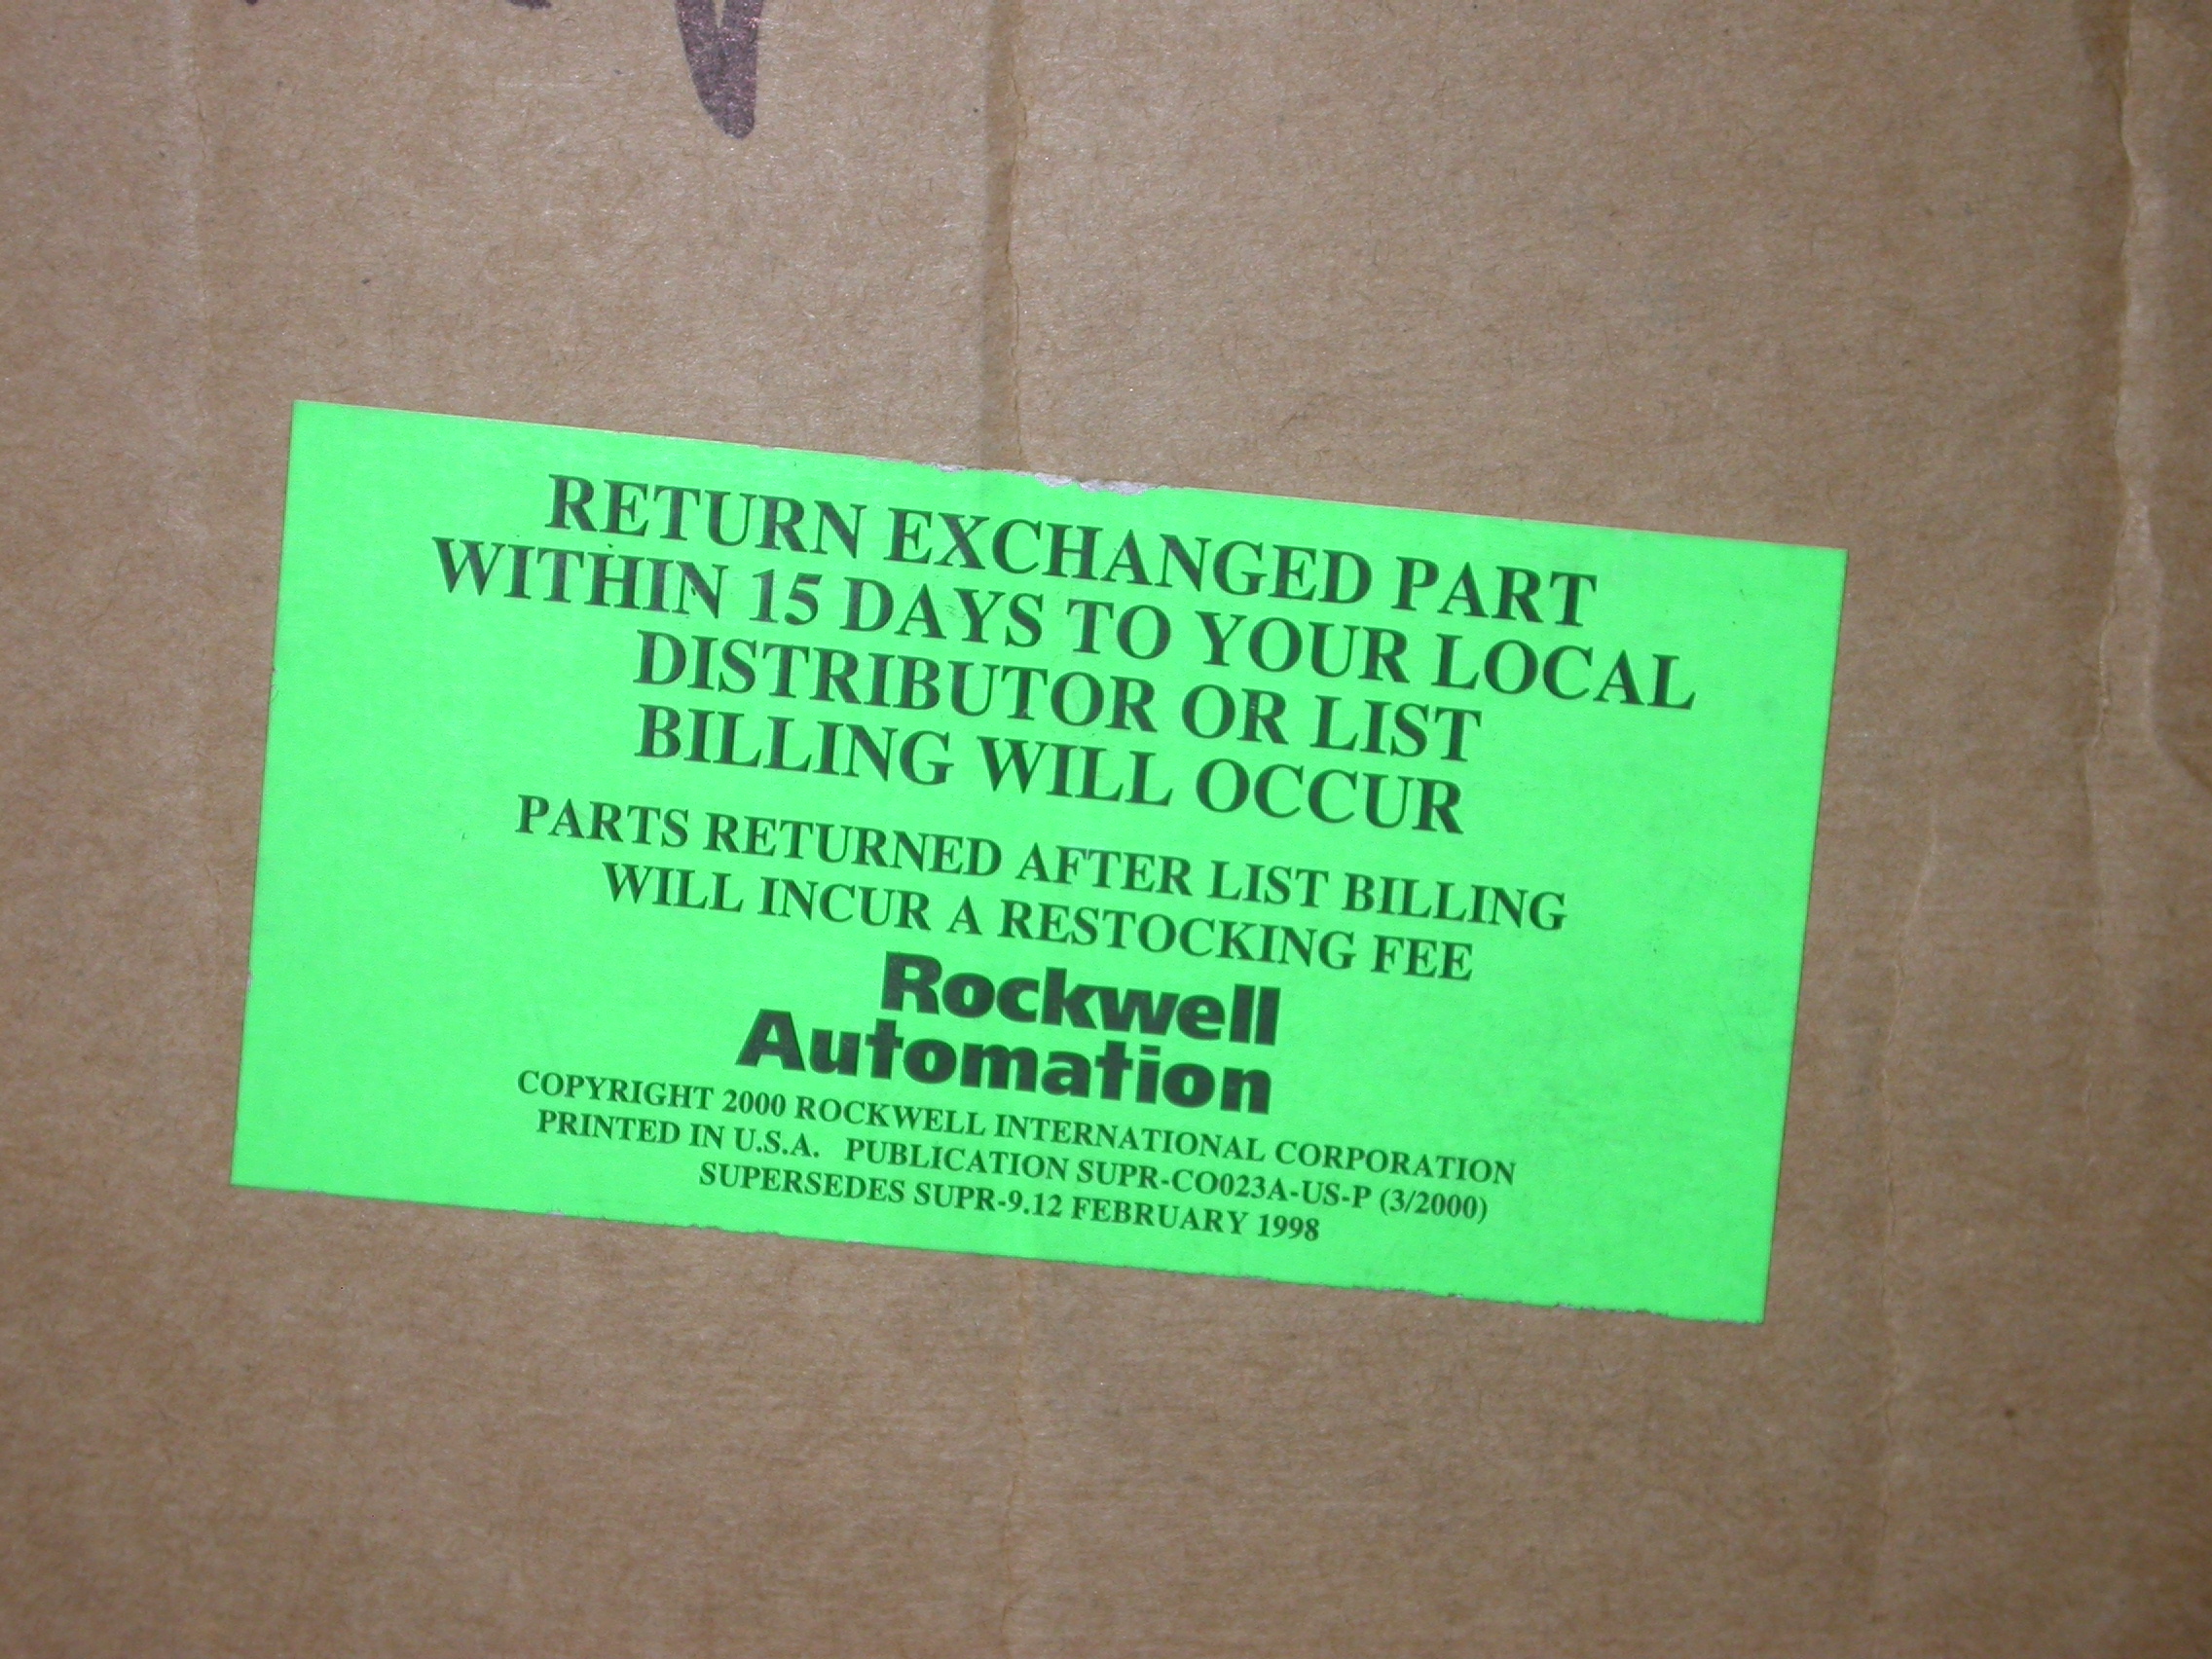 RETURN EXCHANGED PART
WITHIN 15 DAYS TO YOUR LOCAL
DISTRIBUTOR OR LIST
BILLING WILL OCCUR
PARTS RETURNED AFTER LIST BILLING
WILL INCUR A RESTOCKING FEE
Rockwell
Automation
COPYRIGHT 2000 ROCKWELL INTERNATIONAL CORPORATION
PRINTED IN U.S.A. PUBLICATION SUPR-CO023A-US-P (3/2000)
SUPERSEDES SUPR-9.12 FEBRUARY 1998